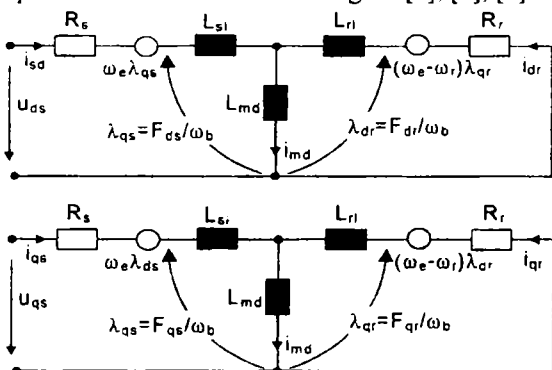 R_s L_sl L_rl R_r
i_sd ω_eλ_qs (ω_e-ω_r)λ_qr i_dr
L_md
u_ds λ_qs=F_ds/ω_b λ_dr=F_dr/ω_b
i_md
R_s L_sr L_rl R_r
i_qs ω_eλ_ds (ω_e-ω_r)λ_dr i_qr
L_md
u_qs λ_qs=F_qs/ω_b λ_qr=F_qr/ω_b
i_md